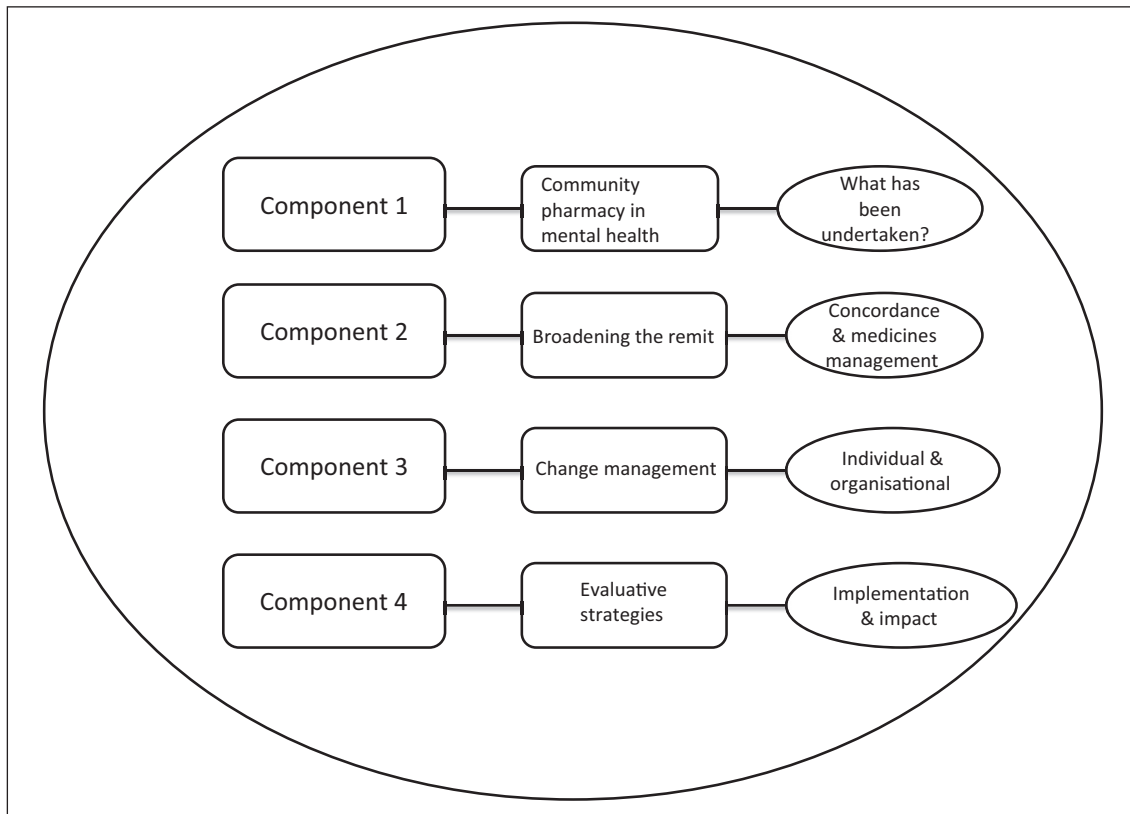 Component 1
Community
pharmacy in
mental health
What has
been
undertaken?
Component 2
Broadening the remit
Concordance
& medicines
management
Component 3
Change management
Individual &
organisational
Component 4
Evaluative
strategies
Implementation
& impact